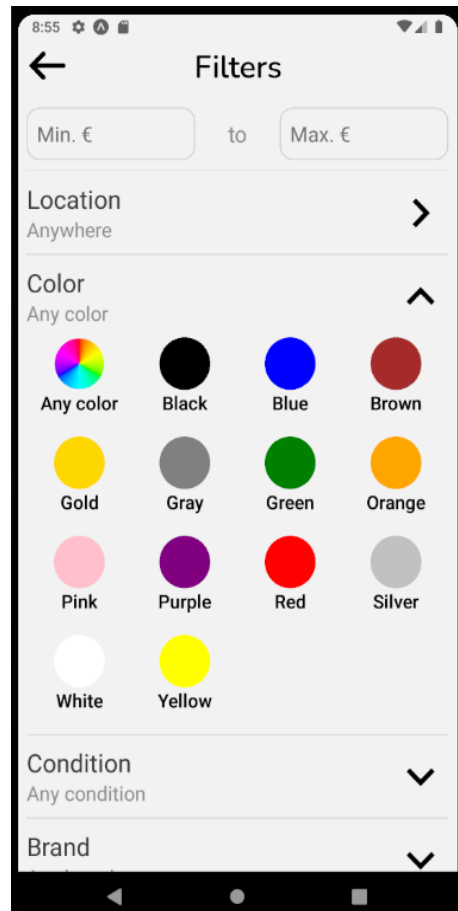 8:55
Filters
Min. € to Max. €
Location
Anywhere
Color
Any color
Any color Black Blue Brown
Gold Gray Green Orange
Pink Purple Red Silver
White Yellow
Condition
Any condition
Brand